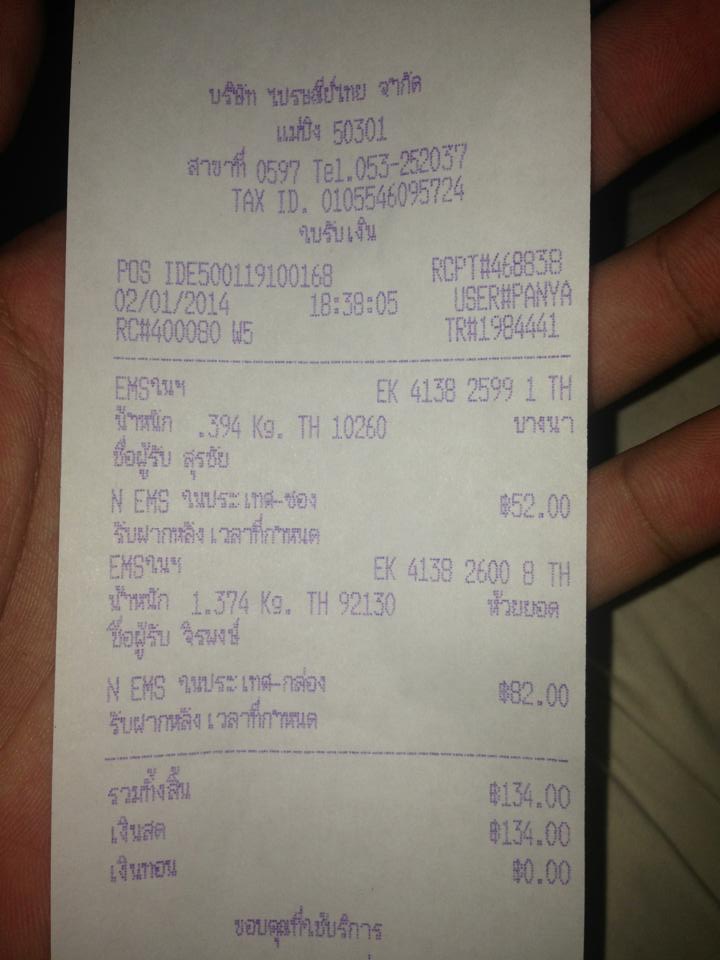 บริษัท ไปรษณีย์ไทย จำกัด
แม่ปิง 50301
สาขาที่ 0597 Tel.053-252037
TAX ID. 0105546095724
ใบรับเงิน
POS IDE500119100168 RCPT#468838
02/01/2014 18:38:05 USER#PANYA
RC#400080 W5 TR#1984441
EMSในฯ EK 4138 2599 1 TH
น้ำหนัก .394 Kg. TH 10260 บางนา
ชื่อผู้รับ สุรชัย
N EMS ในประเทศ-ซอง ฿52.00
รับฝากหลังเวลาที่กำหนด
EMSในฯ EK 4138 2600 8 TH
น้ำหนัก 1.374 Kg. TH 92130 ห้วยยอด
ชื่อผู้รับ จิรพงษ์
N EMS ในประเทศ-กล่อง ฿82.00
รับฝากหลังเวลาที่กำหนด
รวมทั้งสิ้น ฿134.00
เงินสด ฿134.00
เงินทอน ฿0.00
ขอบคุณที่ใช้บริการ